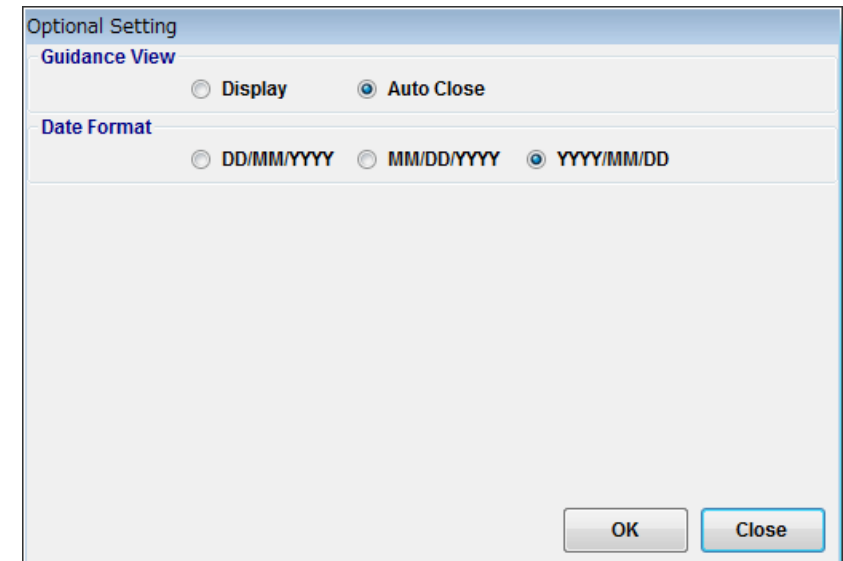 Optional Setting
Guidance View
Display Auto Close
Date Format
DD/MM/YYYY MM/DD/YYYY YYYY/MM/DD
OK Close